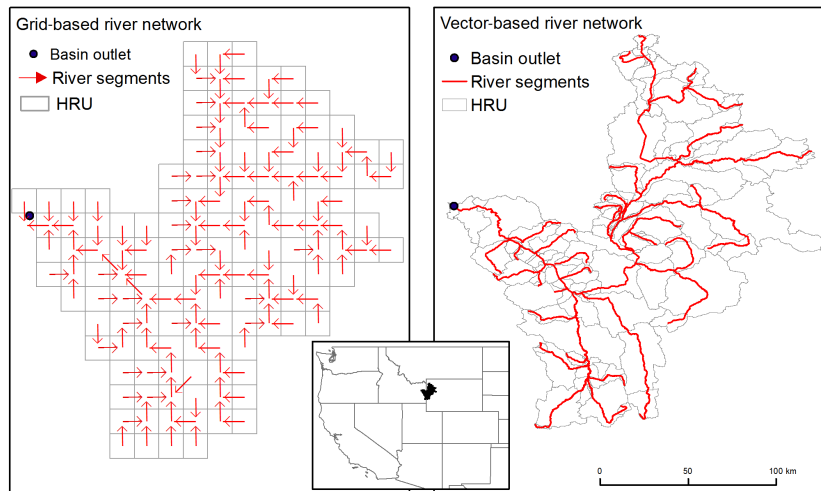 Grid-based river network
Basin outlet
River segments
HRU
Vector-based river network
Basin outlet
River segments
HRU
0 50 100 km